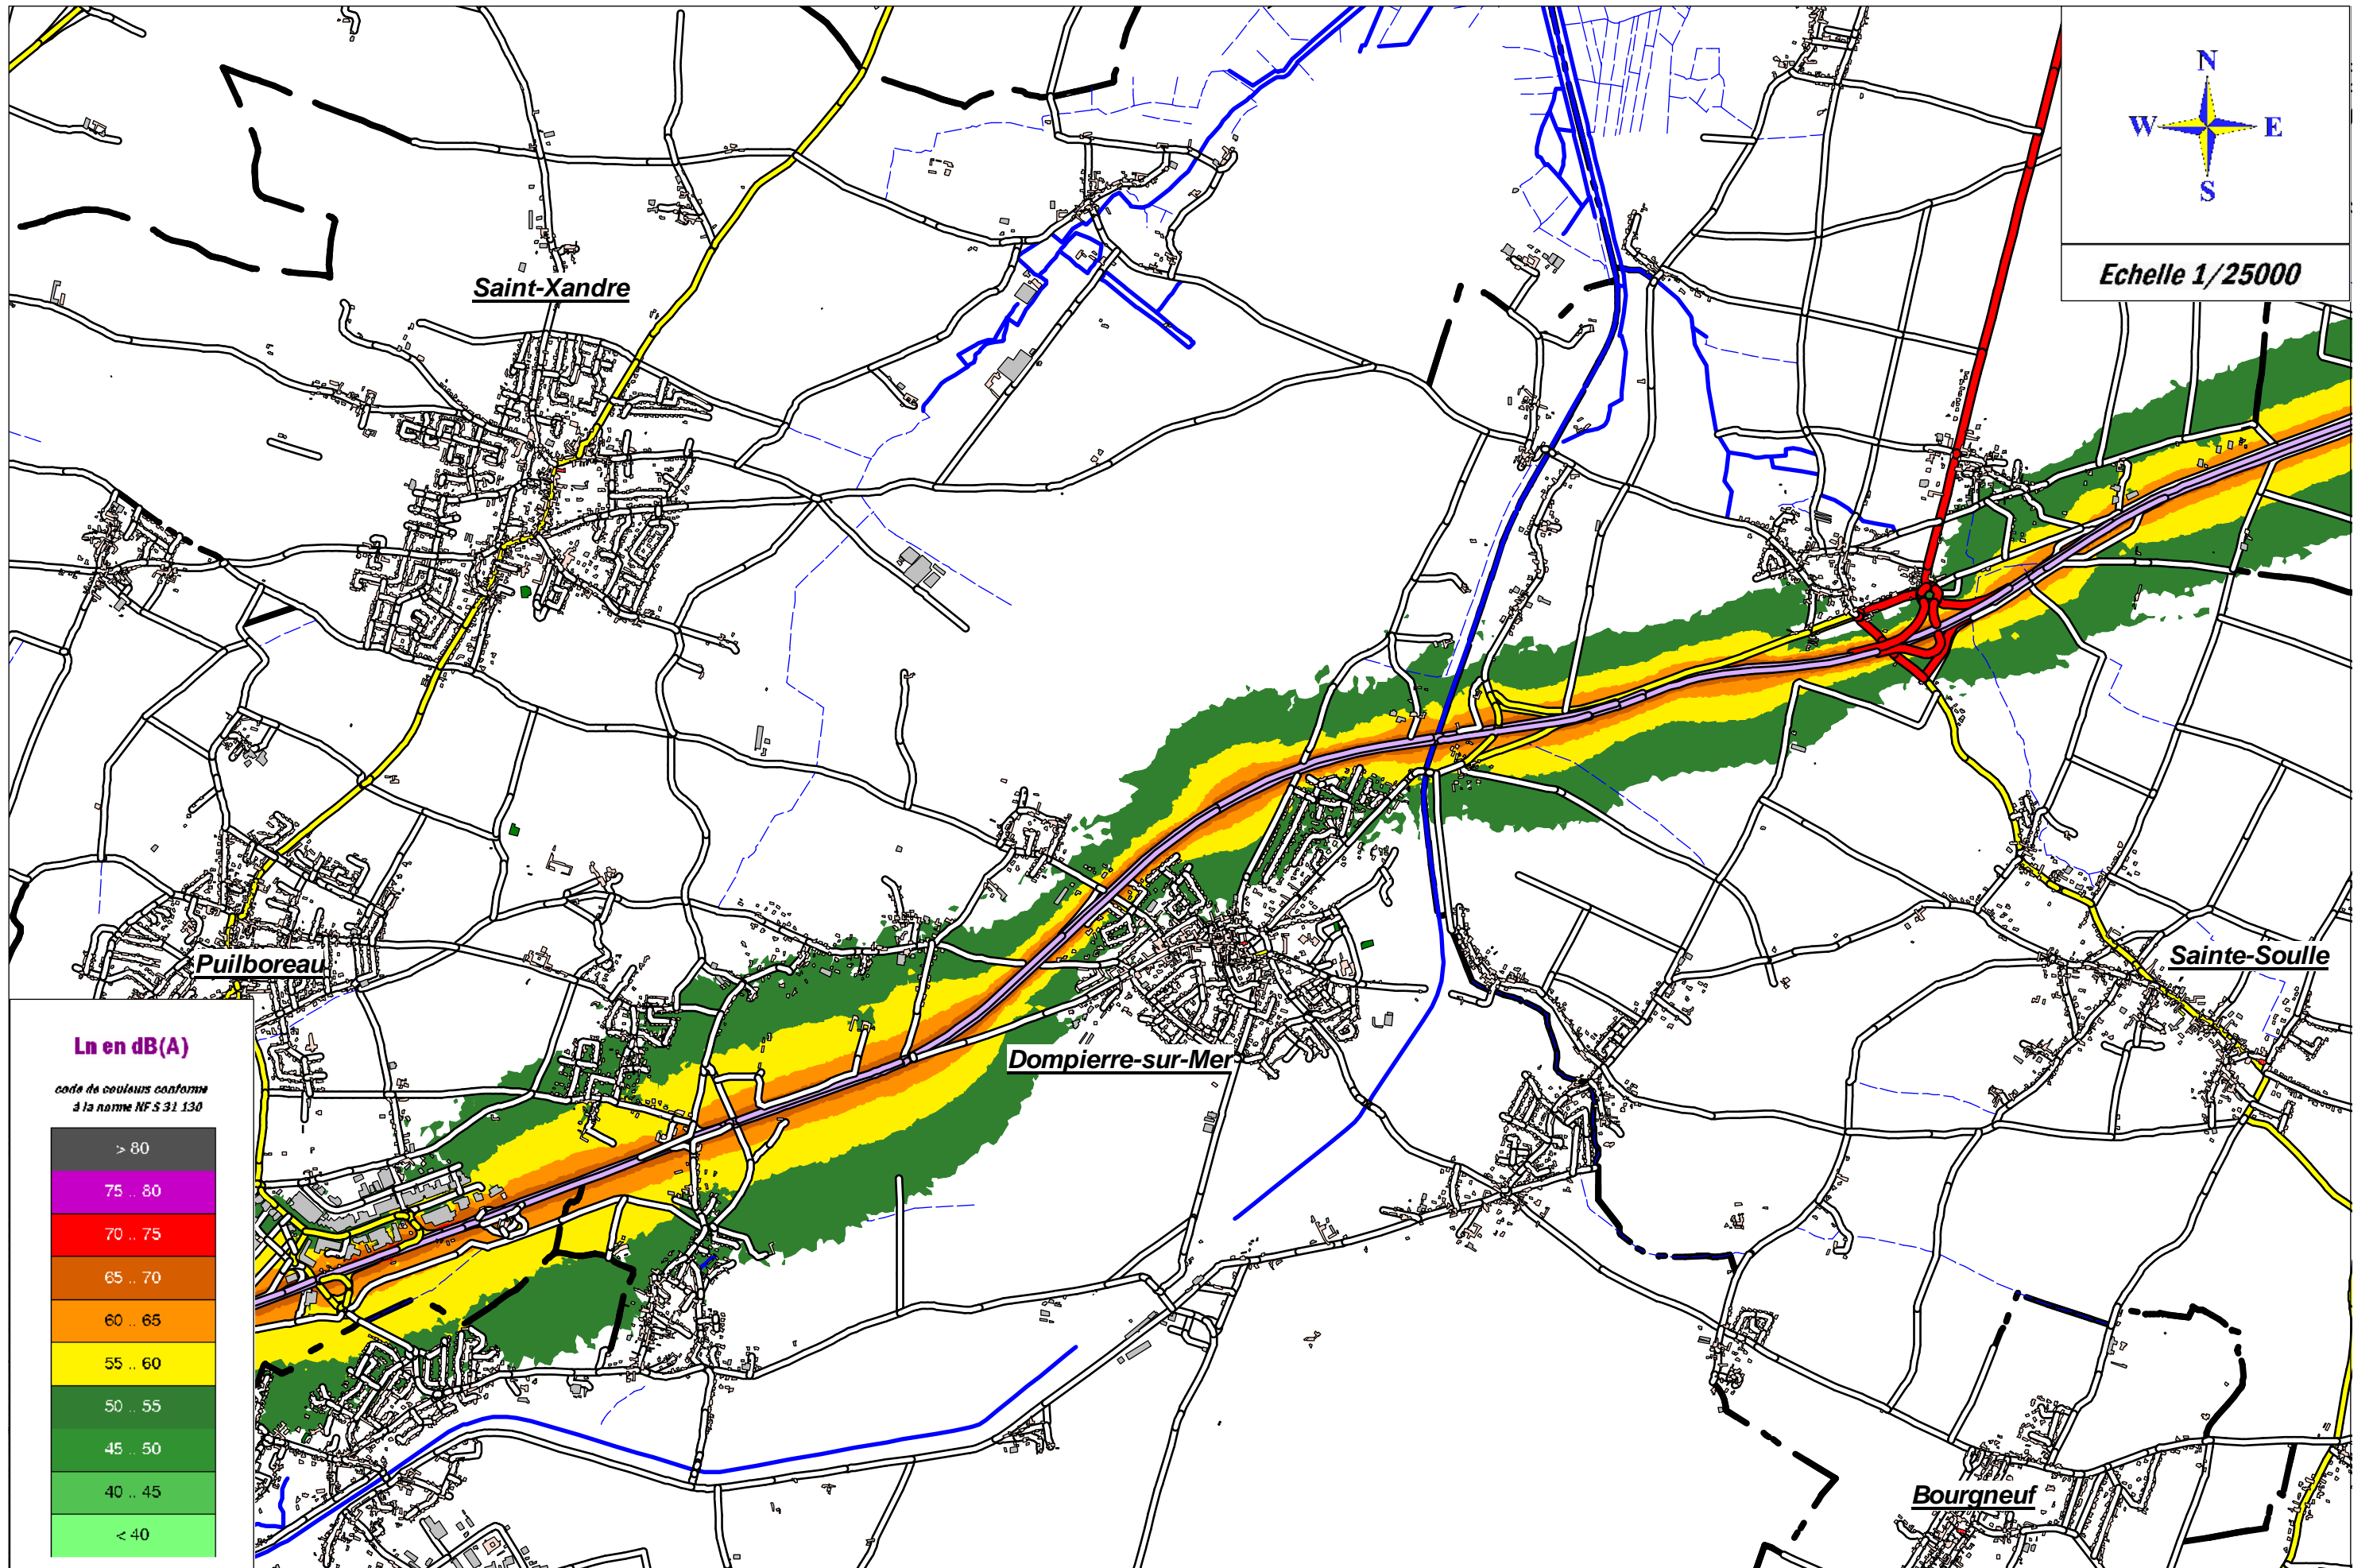 N
W E
S
Echelle 1/25000
Saint-Xandre
Puilboreau
Sainte-Soulle
Dompierre-sur-Mer
Bourgneuf
Ln en dB(A)
code de couleurs conforme
à la norme NF S 31 130
> 80
75 .. 80
70 .. 75
65 .. 70
60 .. 65
55 .. 60
50 .. 55
45 .. 50
40 .. 45
< 40